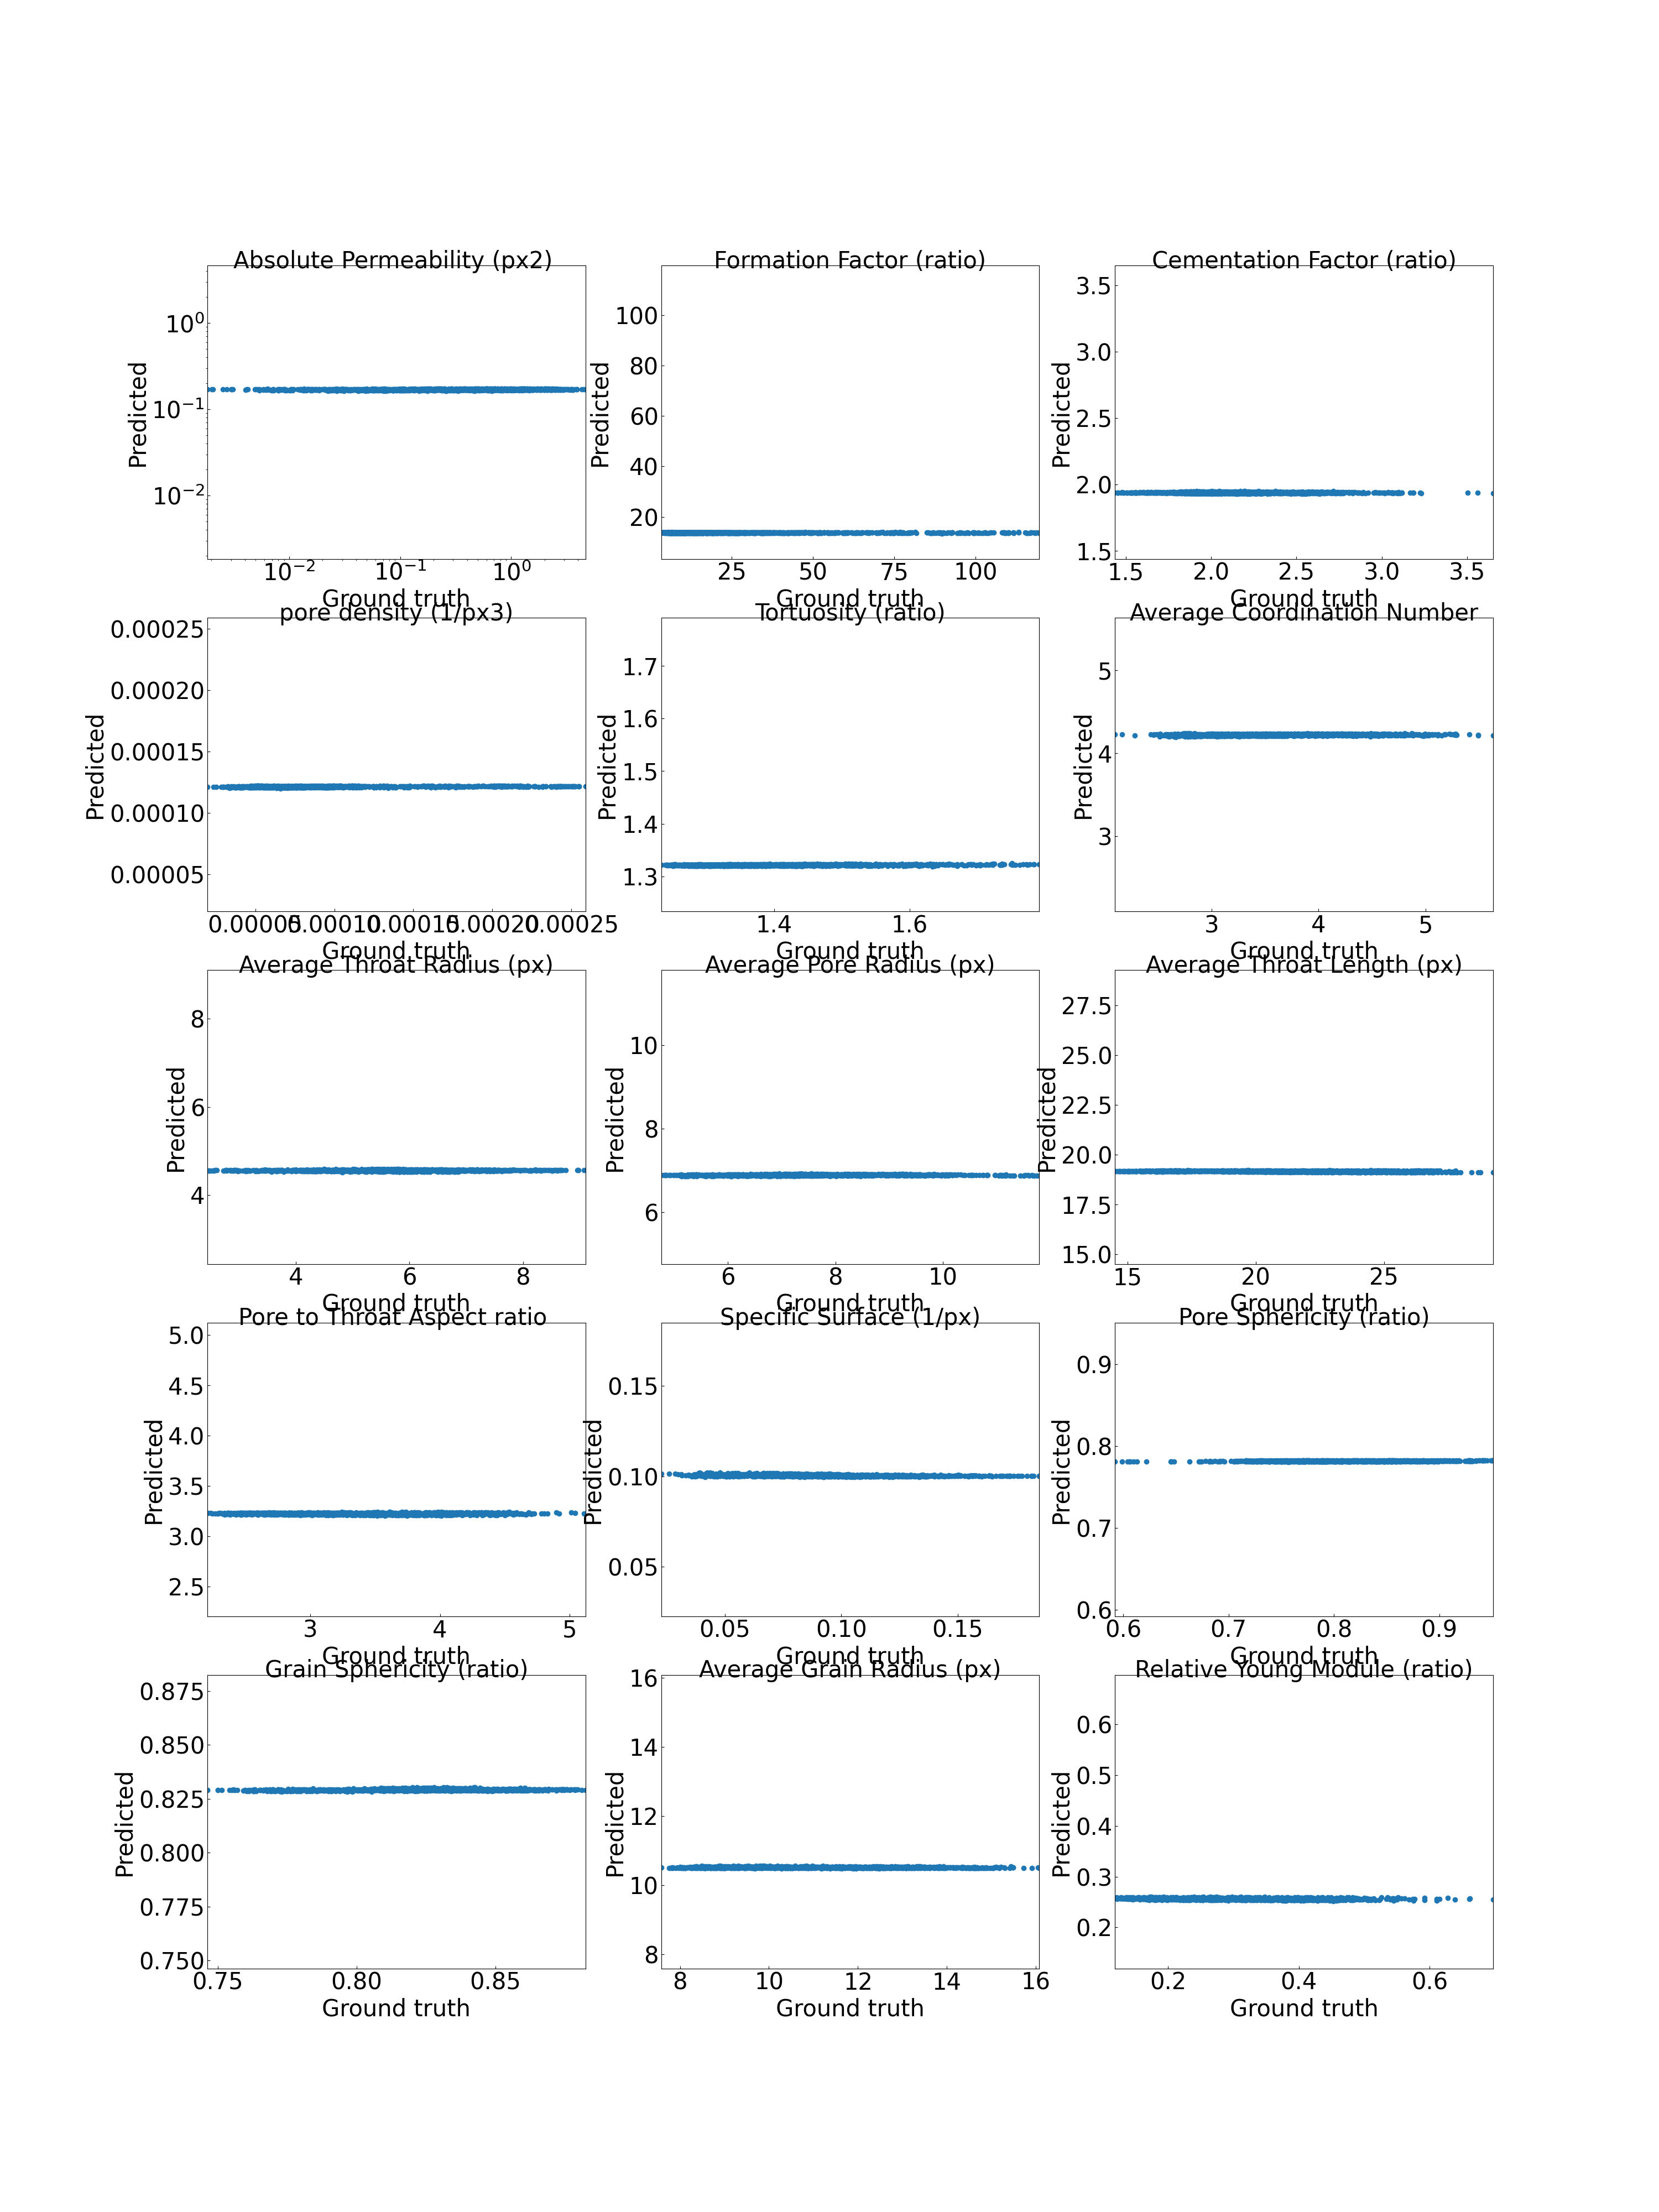 Absolute Permeability (px2)
Predicted
10⁰
10⁻¹
10⁻²
10⁻² 10⁻¹ 10⁰
Ground truth
Formation Factor (ratio)
Predicted
100
80
60
40
20
25 50 75 100
Ground truth
Cementation Factor (ratio)
Predicted
3.5
3.0
2.5
2.0
1.5
1.5 2.0 2.5 3.0 3.5
Ground truth
pore density (1/px3)
Predicted
0.00025
0.00020
0.00015
0.00010
0.00005
0.00005 0.00010 0.00015 0.00020 0.00025
Ground truth
Tortuosity (ratio)
Predicted
1.7
1.6
1.5
1.4
1.3
1.4 1.6
Ground truth
Average Coordination Number
Predicted
5
4
3
3 4 5
Ground truth
Average Throat Radius (px)
Predicted
8
6
4
4 6 8
Ground truth
Average Pore Radius (px)
Predicted
10
8
6
6 8 10
Ground truth
Average Throat Length (px)
Predicted
27.5
25.0
22.5
20.0
17.5
15.0
15 20 25
Ground truth
Pore to Throat Aspect ratio
Predicted
5.0
4.5
4.0
3.5
3.0
2.5
3 4 5
Ground truth
Specific Surface (1/px)
Predicted
0.15
0.10
0.05
0.05 0.10 0.15
Ground truth
Pore Sphericity (ratio)
Predicted
0.9
0.8
0.7
0.6
0.6 0.7 0.8 0.9
Ground truth
Grain Sphericity (ratio)
Predicted
0.875
0.850
0.825
0.800
0.775
0.750
0.75 0.80 0.85
Ground truth
Average Grain Radius (px)
Predicted
16
14
12
10
8
8 10 12 14 16
Ground truth
Relative Young Module (ratio)
Predicted
0.6
0.5
0.4
0.3
0.2
0.2 0.4 0.6
Ground truth